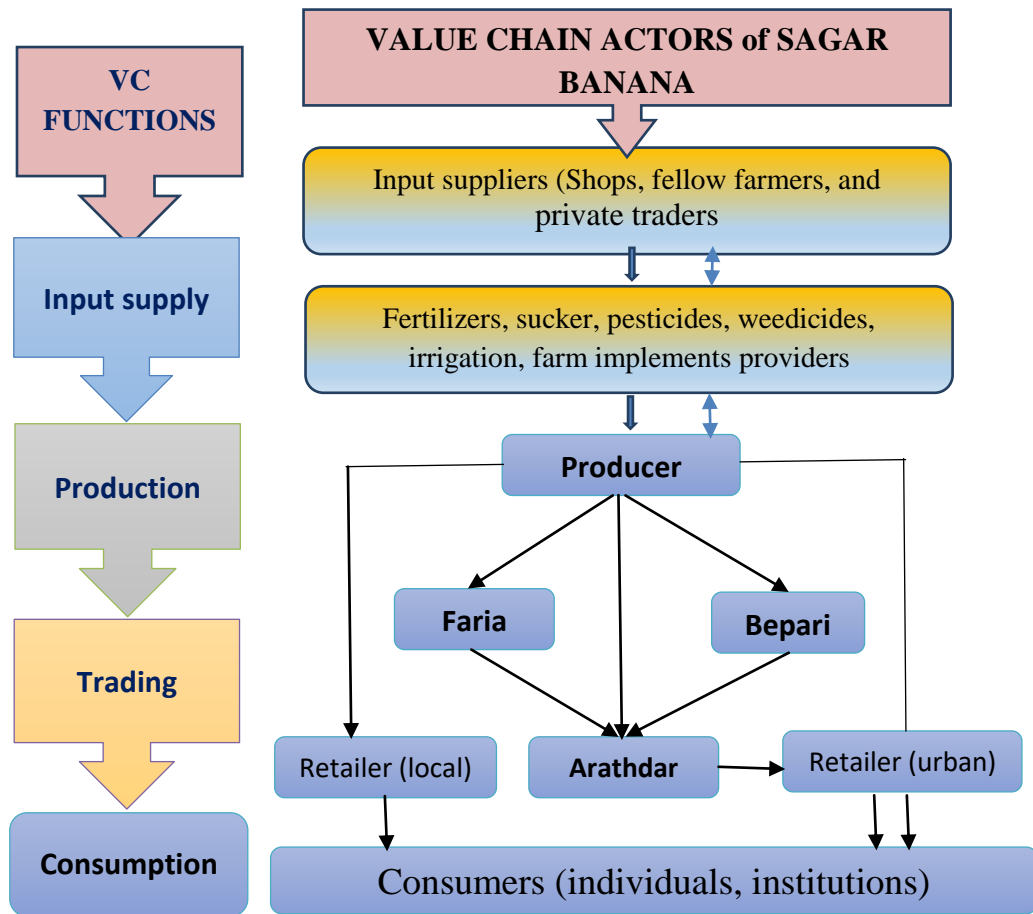 VC
FUNCTIONS
VALUE CHAIN ACTORS of SAGAR
BANANA
Input suppliers (Shops, fellow farmers, and
private traders
Input supply
Fertilizers, sucker, pesticides, weedicides,
irrigation, farm implements providers
Production
Producer
Faria
Bepari
Trading
Retailer (local)
Arathdar
Retailer (urban)
Consumption
Consumers (individuals, institutions)